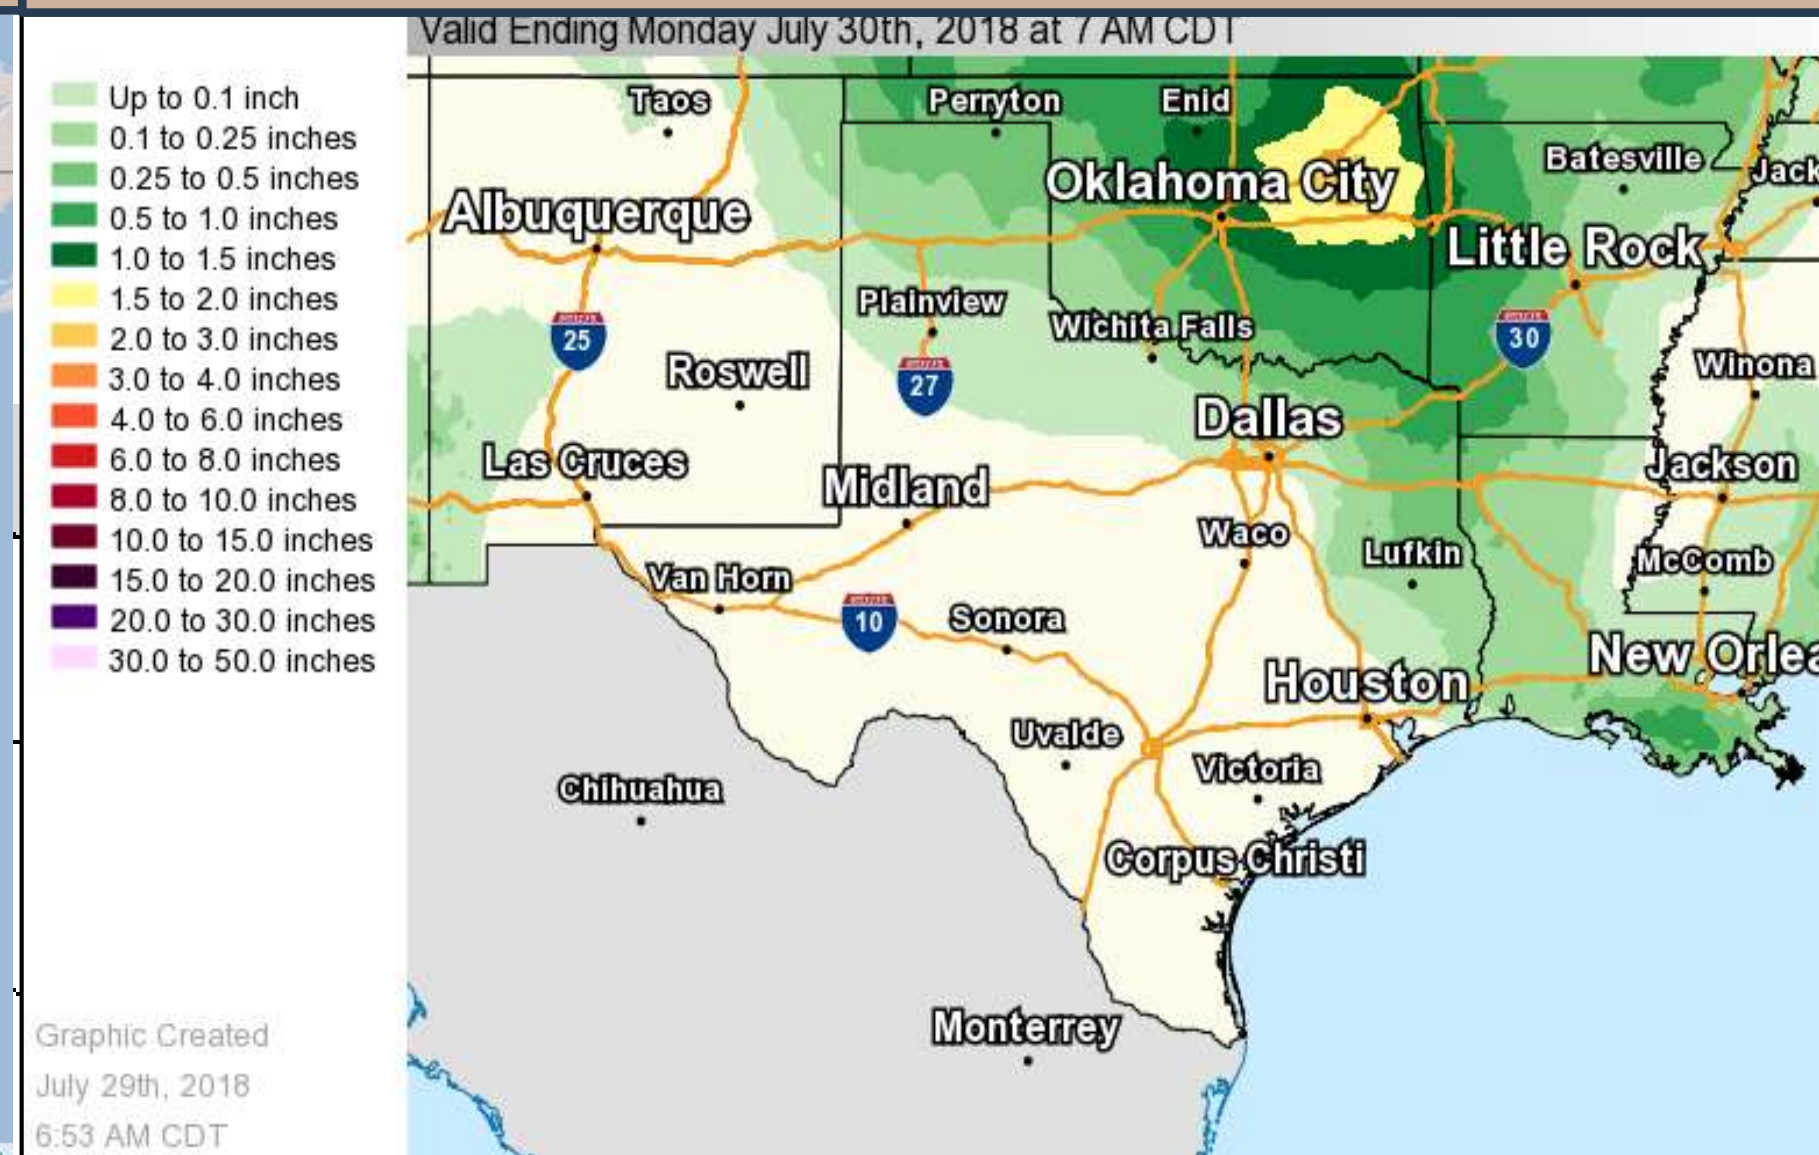 Valid Ending Monday July 30th, 2018 at 7 AM CDT
Up to 0.1 inch
0.1 to 0.25 inches
0.25 to 0.5 inches
0.5 to 1.0 inches
1.0 to 1.5 inches
1.5 to 2.0 inches
2.0 to 3.0 inches
3.0 to 4.0 inches
4.0 to 6.0 inches
6.0 to 8.0 inches
8.0 to 10.0 inches
10.0 to 15.0 inches
15.0 to 20.0 inches
20.0 to 30.0 inches
30.0 to 50.0 inches
Graphic Created
July 29th, 2018
6:53 AM CDT
Taos
Perryton
Enid
Batesville
Jack
Oklahoma City
Albuquerque
Little Rock
Plainview
Wichita Falls
25
30
Roswell
27
Winona
Dallas
Las Cruces
Midland
Jackson
Waco
Lufkin
McComb
Van Horn
10
Sonora
New Orlea
Houston
Uvalde
Victoria
Chihuahua
Corpus Christi
Monterrey